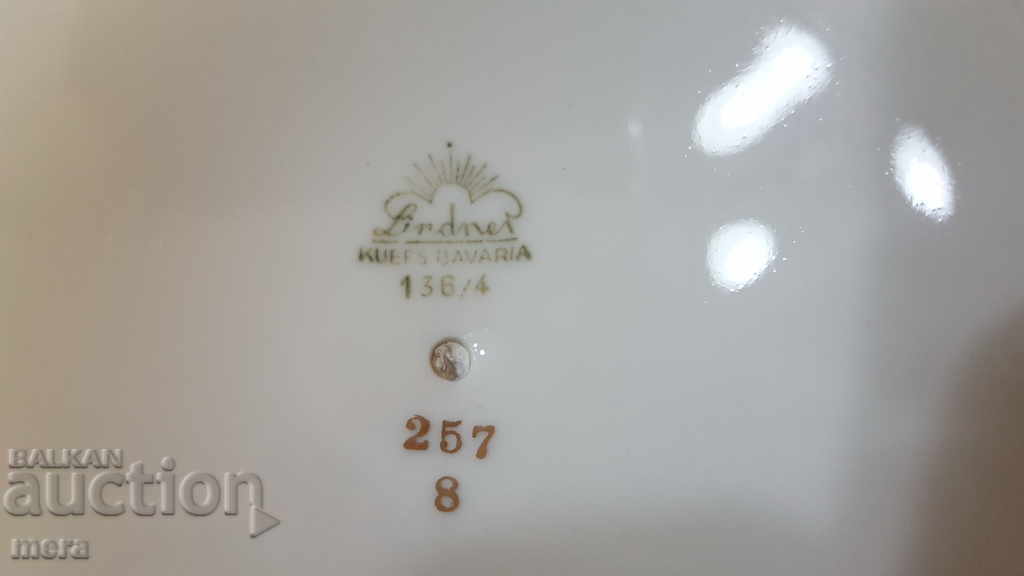 Lindner
KUEPS BAVARIA
136/4
257
8
BALKAN
auction
mera